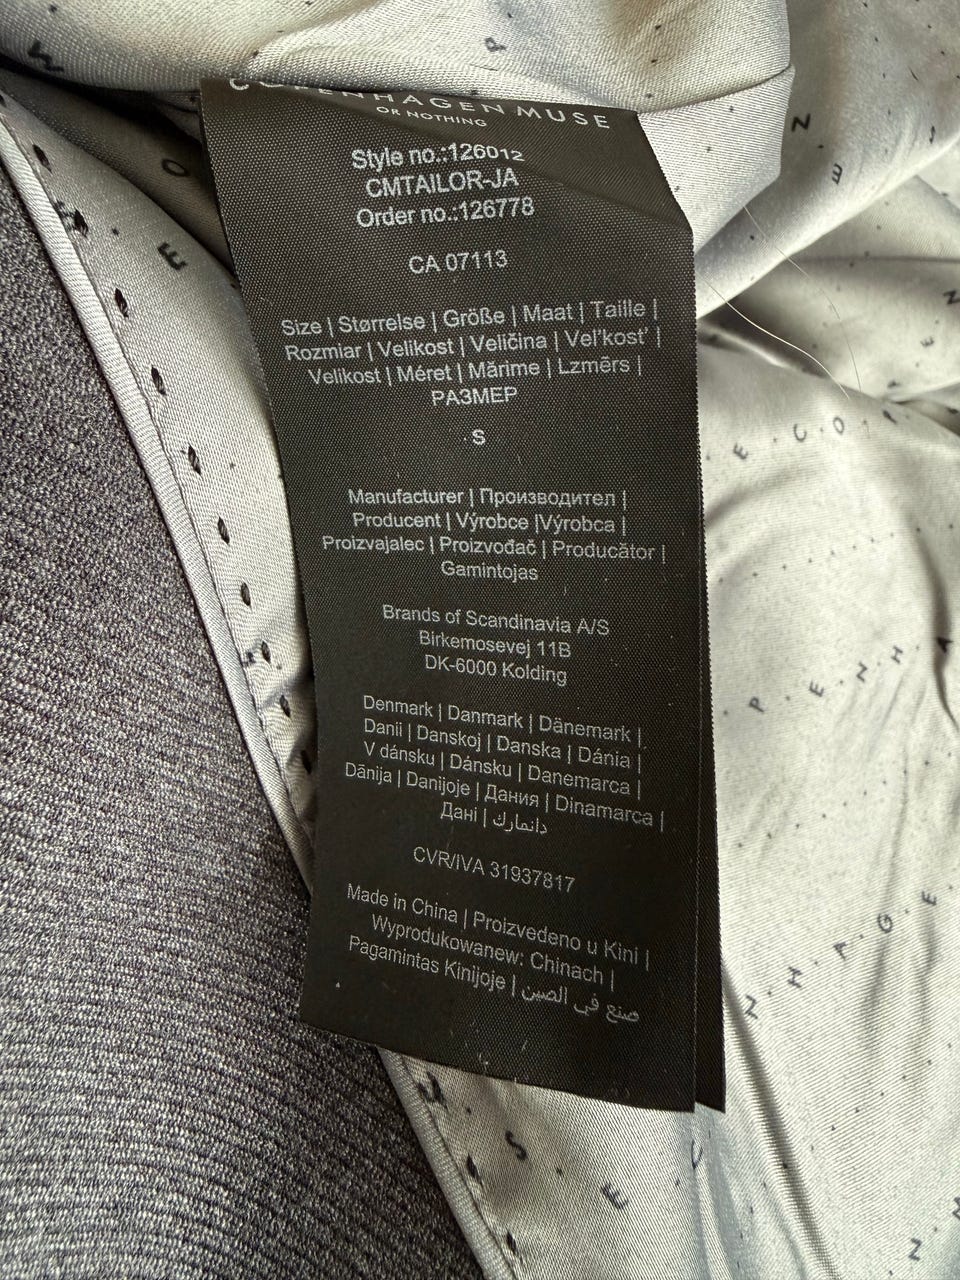 COPENHAGEN MUSE
OR NOTHING
Style no.:126012
CMTAILOR-JA
Order no.:126778
CA 07113
Size | Størrelse | Größe | Maat | Taille |
Rozmiar | Velikost | Veličina | Vel'kosť |
Velikost | Méret | Mărime | Lzmērs |
РАЗМЕР
S
Manufacturer | Производител |
Producent | Výrobce |Výrobca |
Proizvajalec | Proizvođač | Producător |
Gamintojas
Brands of Scandinavia A/S
Birkemosevej 11B
DK-6000 Kolding
Denmark | Danmark | Dänemark |
Danii | Danskoj | Danska | Dánia |
V dánsku | Dánsku | Danemarca |
Dānija | Danijoje | Дания | Dinamarca |
Данi | دانمارك
CVR/IVA 31937817
Made in China | Proizvedeno u Kini |
Wyprodukowanew: Chinach |
Pagamintas Kinijoje | صنع في الصين